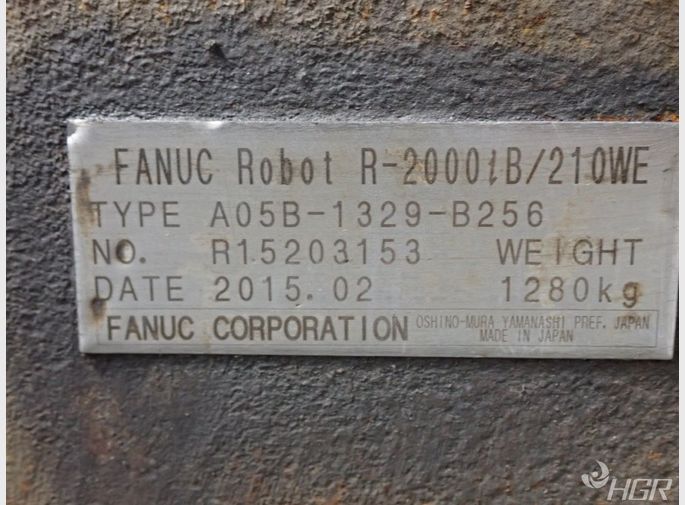 FANUC Robot R-2000iB/210WE
TYPE A05B-1329-B256
NO. R15203153 WEIGHT
DATE 2015.02 1280kg
FANUC CORPORATION OSHINO-MURA YAMANASHI PREF. JAPAN
MADE IN JAPAN
HGR